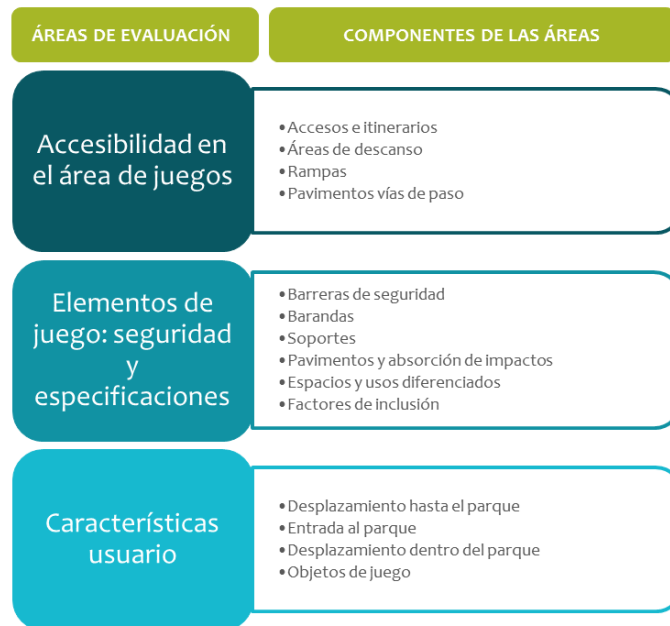 ÁREAS DE EVALUACIÓN
COMPONENTES DE LAS ÁREAS
Accesibilidad en
el área de juegos
•Accesos e itinerarios
•Áreas de descanso
•Rampas
•Pavimentos vías de paso
Elementos de
juego: seguridad
y
especificaciones
•Barreras de seguridad
•Barandas
•Soportes
•Pavimentos y absorción de impactos
•Espacios y usos diferenciados
•Factores de inclusión
Características
usuario
•Desplazamiento hasta el parque
•Entrada al parque
•Desplazamiento dentro del parque
•Objetos de juego